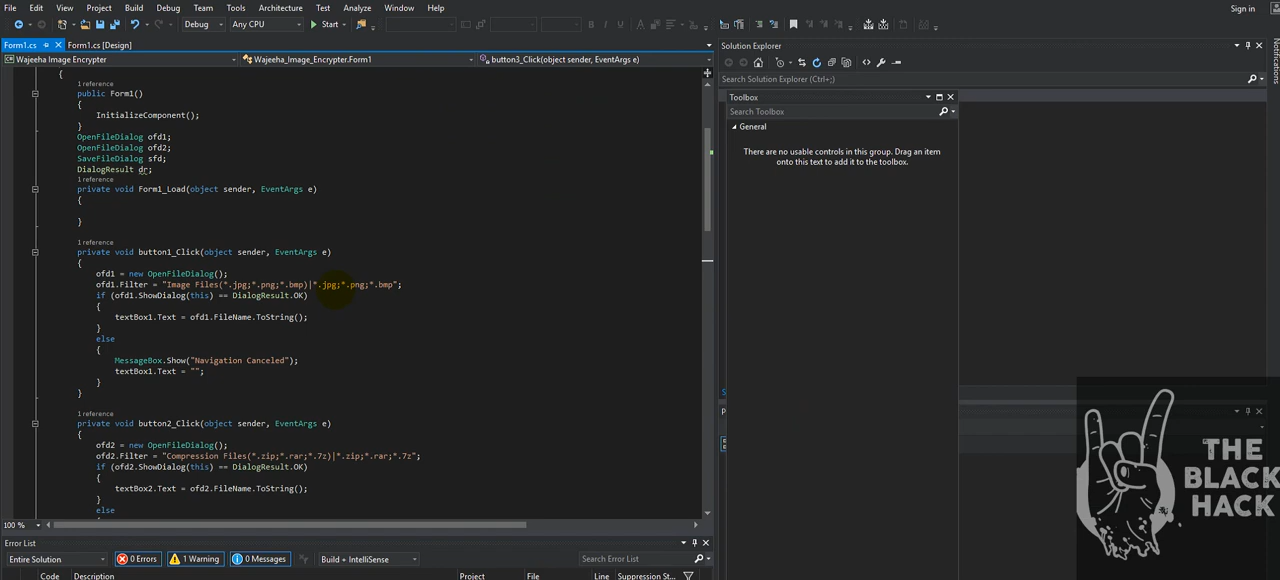 File Edit View Project Build Debug Team Tools Architecture Test Analyze Window Help
Sign in
Debug Any CPU Start
Form1.cs Form1.cs [Design]
Wajeeha Image Encrypter Wajeeha_Image_Encrypter.Form1 button3_Click(object sender, EventArgs e)
{
1 reference
public Form1()
{
InitializeComponent();
}
OpenFileDialog ofd1;
OpenFileDialog ofd2;
SaveFileDialog sfd;
DialogResult dr;
1 reference
private void Form1_Load(object sender, EventArgs e)
{
}
1 reference
private void button1_Click(object sender, EventArgs e)
{
ofd1 = new OpenFileDialog();
ofd1.Filter = "Image Files(*.jpg;*.png;*.bmp)|*.jpg;*.png;*.bmp";
if (ofd1.ShowDialog(this) == DialogResult.OK)
{
textBox1.Text = ofd1.FileName.ToString();
}
else
{
MessageBox.Show("Navigation Canceled");
textBox1.Text = "";
}
}
1 reference
private void button2_Click(object sender, EventArgs e)
{
ofd2 = new OpenFileDialog();
ofd2.Filter = "Compression Files(*.zip;*.rar;*.7z)|*.zip;*.rar;*.7z";
if (ofd2.ShowDialog(this) == DialogResult.OK)
{
textBox2.Text = ofd2.FileName.ToString();
}
else
100 %
Error List
Entire Solution 0 Errors 1 Warning 0 Messages Build + IntelliSense Search Error List
Code Description Project File Line Suppression St...
Solution Explorer
Search Solution Explorer (Ctrl+;)
Toolbox
Search Toolbox
General
There are no usable controls in this group. Drag an item
onto this text to add it to the toolbox.
Notifications
THE
BLACK
HACK